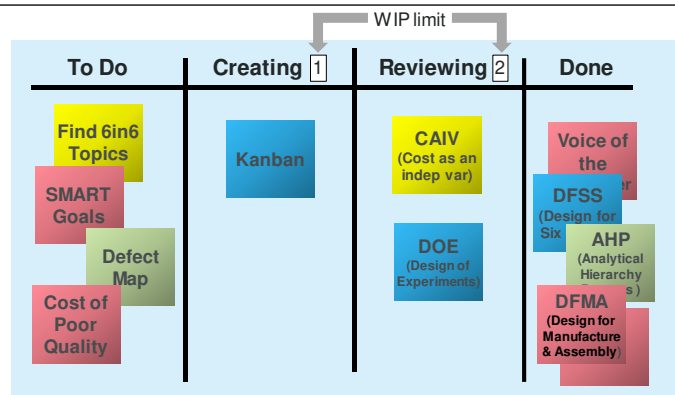 WIP limit
To Do
Creating 1
Reviewing 2
Done
Find 6in6
Topics
SMART
Goals
Defect
Map
Cost of
Poor
Quality
Kanban
CAIV
(Cost as an
indep var)
DOE
(Design of
Experiments)
Voice of
the
DFSS
(Design for
Six
AHP
(Analytical
Hierarchy
DFMA
(Design for
Manufacture
& Assembly)